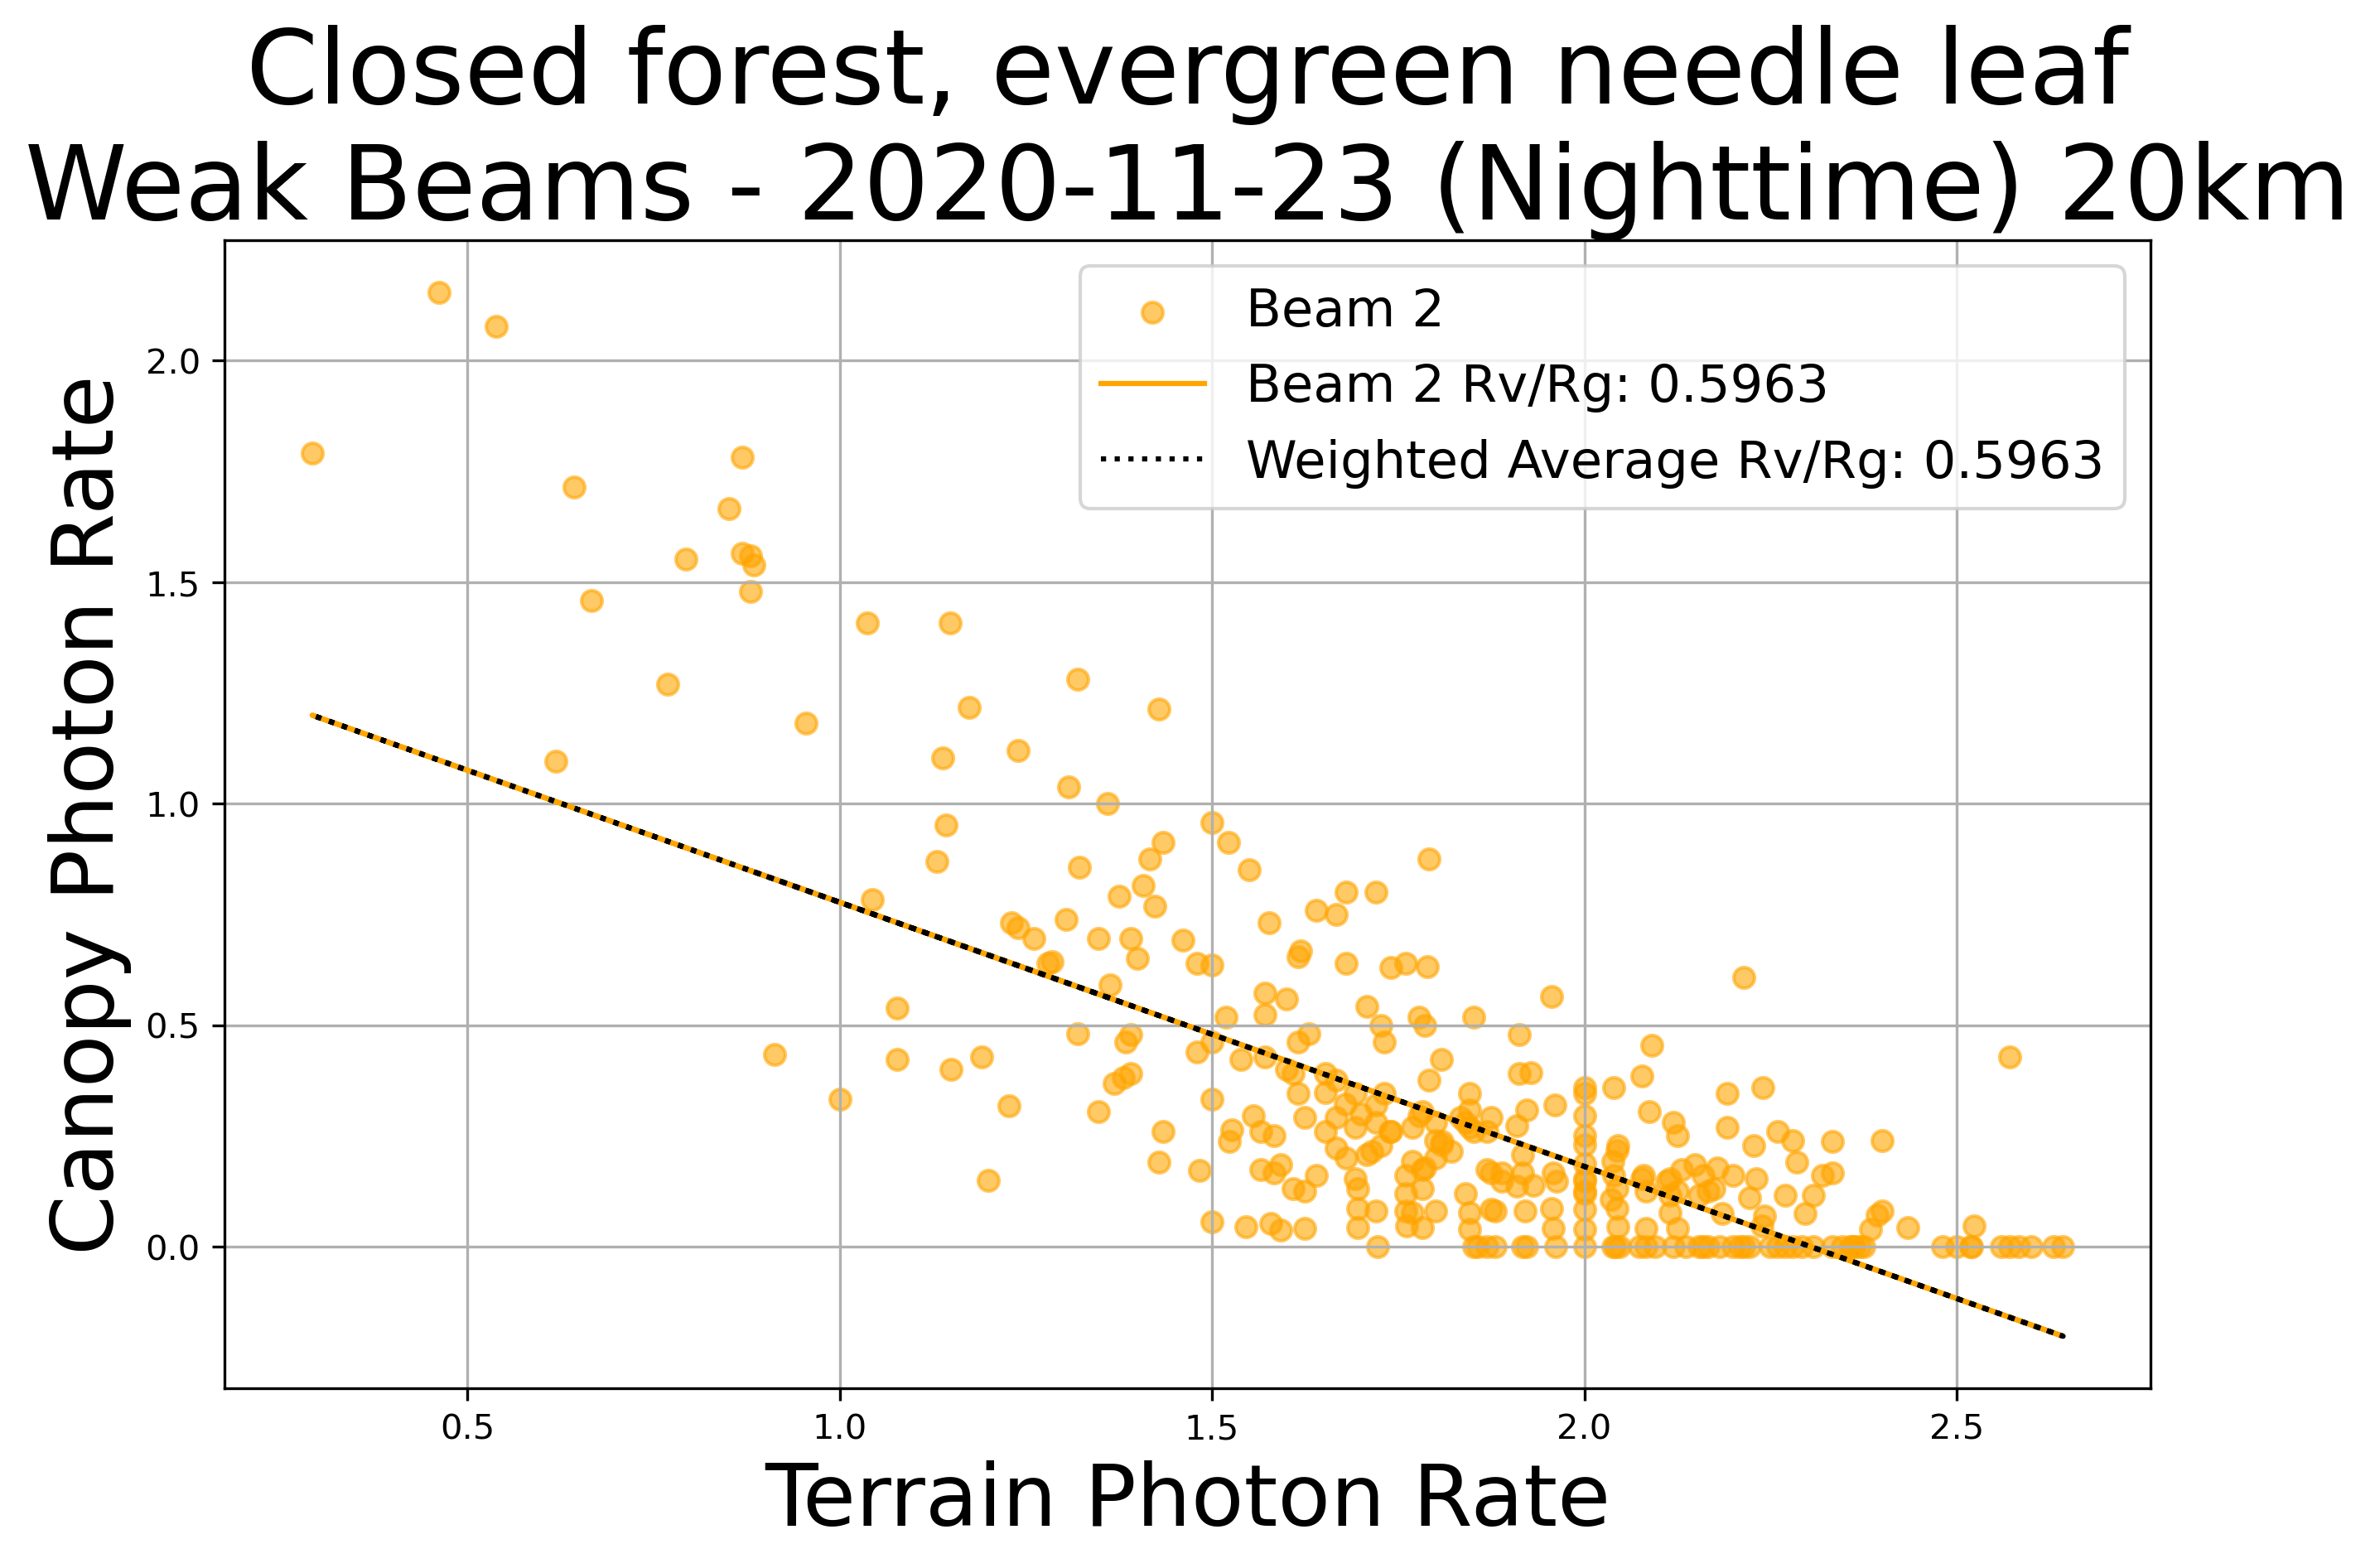 Closed forest, evergreen needle leaf
Weak Beams - 2020-11-23 (Nighttime) 20km
Beam 2
Beam 2 Rv/Rg: 0.5963
Weighted Average Rv/Rg: 0.5963
Canopy Photon Rate
2.0
1.5
1.0
0.5
0.0
0.5
1.0
1.5
2.0
2.5
Terrain Photon Rate